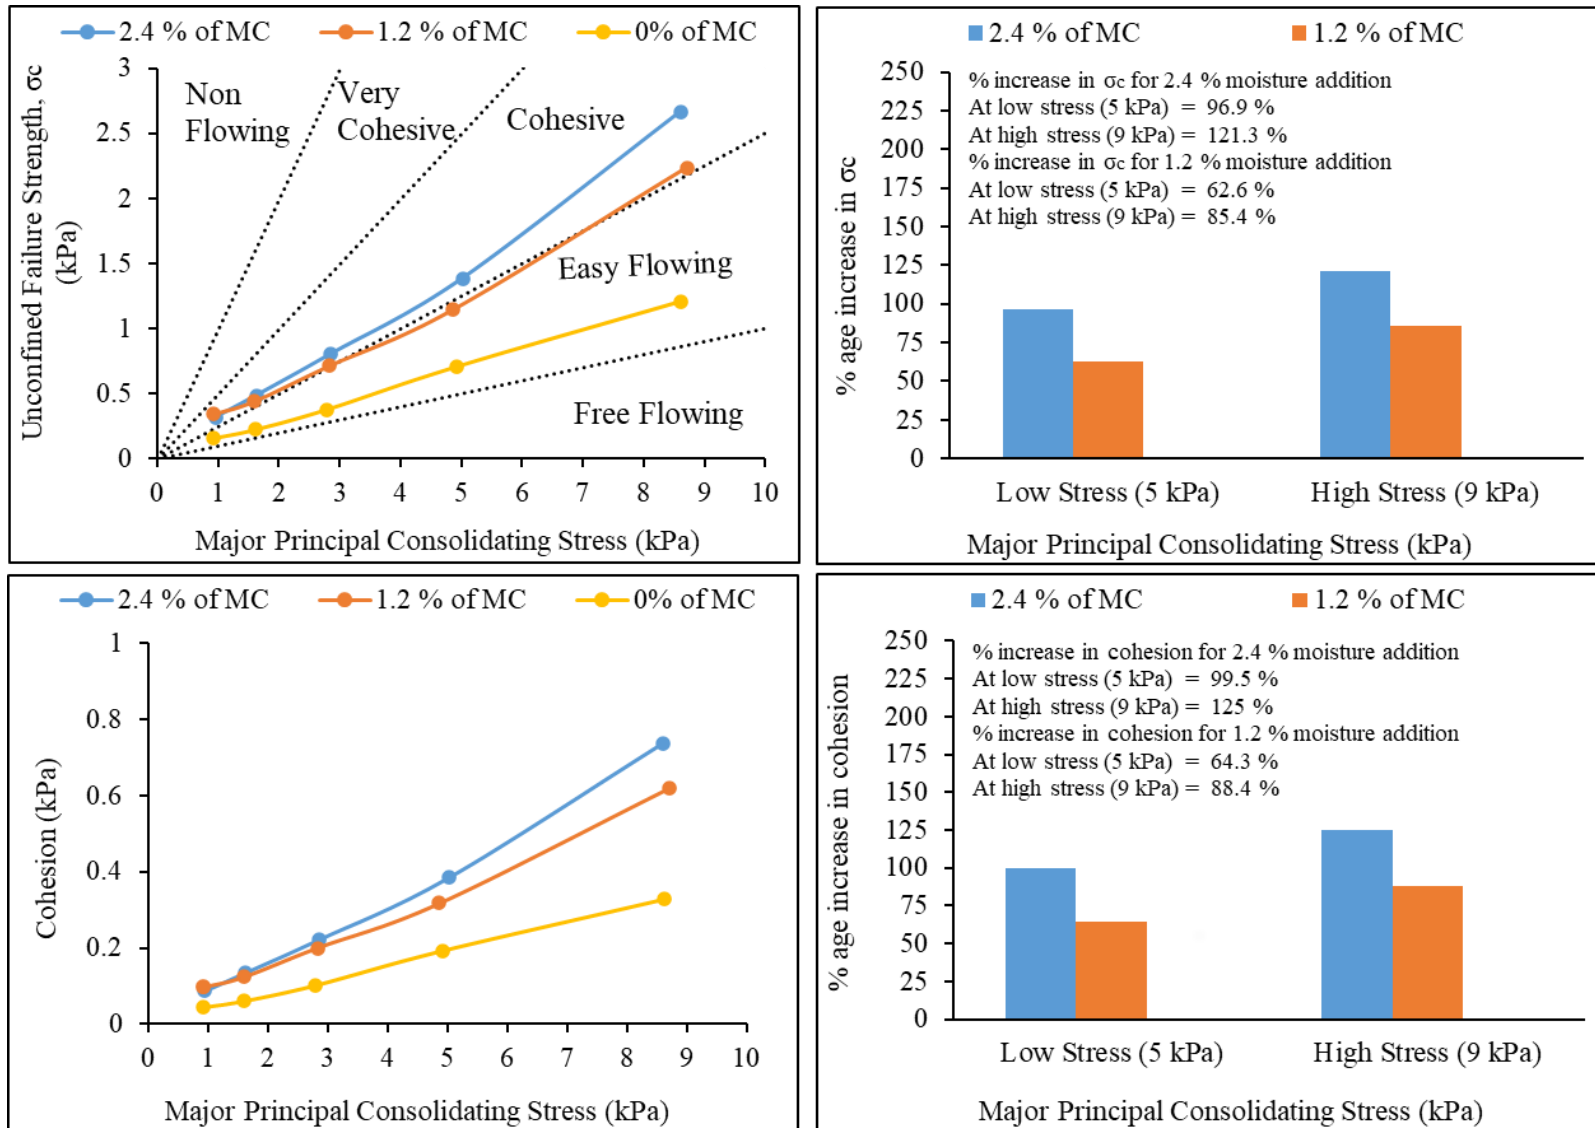 2.4 % of MC 1.2 % of MC 0% of MC
Unconfined Failure Strength, σc
(kPa)
3
2.5
2
1.5
1
0.5
0
Non
Flowing
Very
Cohesive
Cohesive
Easy Flowing
Free Flowing
0 1 2 3 4 5 6 7 8 9 10
Major Principal Consolidating Stress (kPa)
2.4 % of MC 1.2 % of MC
% age increase in σc
250
225
200
175
150
125
100
75
50
25
0
% increase in σc for 2.4 % moisture addition
At low stress (5 kPa) = 96.9 %
At high stress (9 kPa) = 121.3 %
% increase in σc for 1.2 % moisture addition
At low stress (5 kPa) = 62.6 %
At high stress (9 kPa) = 85.4 %
Low Stress (5 kPa) High Stress (9 kPa)
Major Principal Consolidating Stress (kPa)
2.4 % of MC 1.2 % of MC 0% of MC
Cohesion (kPa)
1
0.8
0.6
0.4
0.2
0
0 1 2 3 4 5 6 7 8 9 10
Major Principal Consolidating Stress (kPa)
2.4 % of MC 1.2 % of MC
% age increase in cohesion
250
225
200
175
150
125
100
75
50
25
0
% increase in cohesion for 2.4 % moisture addition
At low stress (5 kPa) = 99.5 %
At high stress (9 kPa) = 125 %
% increase in cohesion for 1.2 % moisture addition
At low stress (5 kPa) = 64.3 %
At high stress (9 kPa) = 88.4 %
Low Stress (5 kPa) High Stress (9 kPa)
Major Principal Consolidating Stress (kPa)